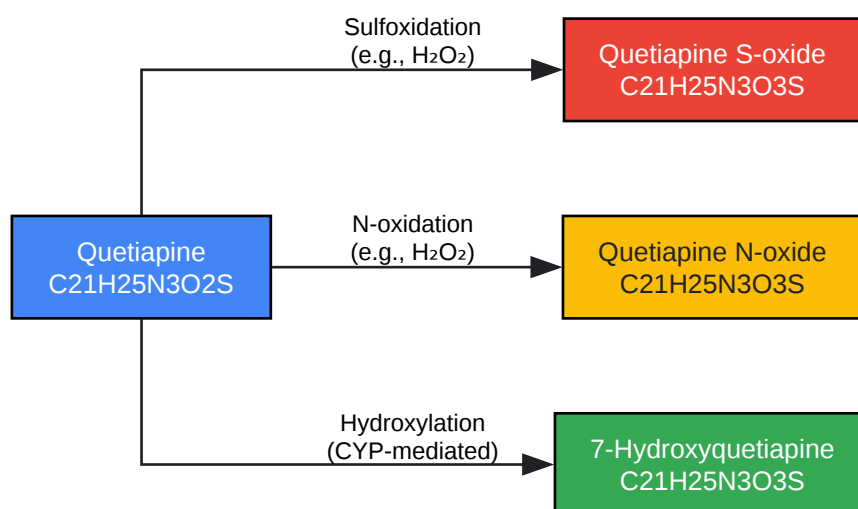 Sulfoxidation
(e.g., H₂O₂)
Quetiapine S-oxide
C21H25N3O3S
Quetiapine
C21H25N3O2S
N-oxidation
(e.g., H₂O₂)
Quetiapine N-oxide
C21H25N3O3S
Hydroxylation
(CYP-mediated)
7-Hydroxyquetiapine
C21H25N3O3S